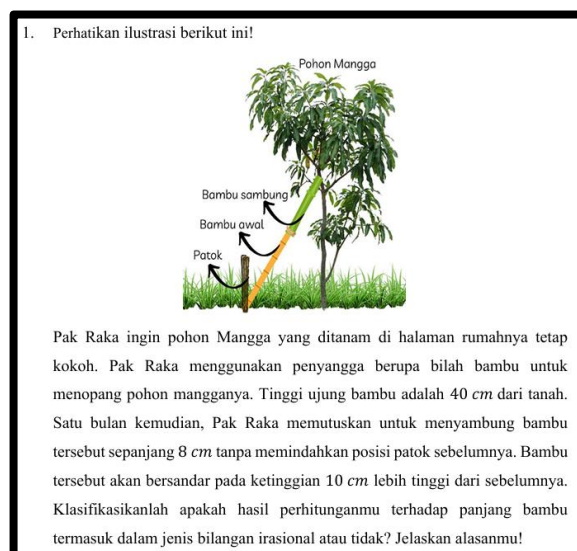 1. Perhatikan ilustrasi berikut ini!
Pohon Mangga
Bambu sambung
Bambu awal
Patok
Pak Raka ingin pohon Mangga yang ditanam di halaman rumahnya tetap
kokoh. Pak Raka menggunakan penyangga berupa bilah bambu untuk
menopang pohon mangganya. Tinggi ujung bambu adalah 40 cm dari tanah.
Satu bulan kemudian, Pak Raka memutuskan untuk menyambung bambu
tersebut sepanjang 8 cm tanpa memindahkan posisi patok sebelumnya. Bambu
tersebut akan bersandar pada ketinggian 10 cm lebih tinggi dari sebelumnya.
Klasifikasikanlah apakah hasil perhitunganmu terhadap panjang bambu
termasuk dalam jenis bilangan irasional atau tidak? Jelaskan alasanmu!